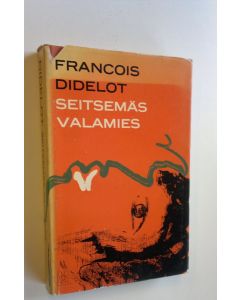 FRANCOIS
DIDELOT
SEITSEMÄS
VALAMIES